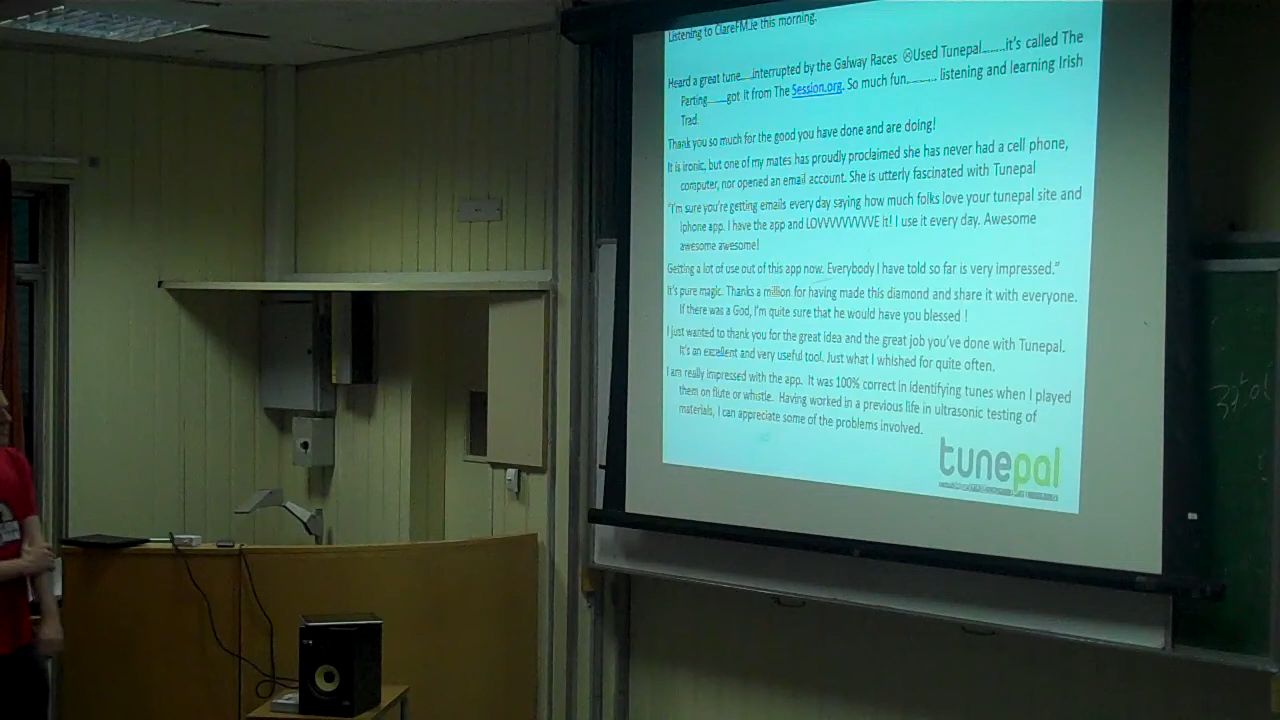 Listening to ClareFM.ie this morning.
Heard a great tune.....interrupted by the Galway Races ☹Used Tunepal.......it's called The
Parting.......got it from The Session.org. So much fun.......... listening and learning Irish
Trad.
Thank you so much for the good you have done and are doing!
It is ironic, but one of my mates has proudly proclaimed she has never had a cell phone,
computer, nor opened an email account. She is utterly fascinated with Tunepal
"I'm sure you're getting emails every day saying how much folks love your tunepal site and
iphone app. I have the app and LOVVVVVVVVE it! I use it every day. Awesome
awesome awesome!
Getting a lot of use out of this app now. Everybody I have told so far is very impressed."
It's pure magic. Thanks a million for having made this diamond and share it with everyone.
If there was a God, I'm quite sure that he would have you blessed !
I just wanted to thank you for the great idea and the great job you've done with Tunepal.
It's an excellent and very useful tool. Just what I whished for quite often.
I am really impressed with the app. It was 100% correct in identifying tunes when I played
them on flute or whistle. Having worked in a previous life in ultrasonic testing of
materials, I can appreciate some of the problems involved.
tunepal